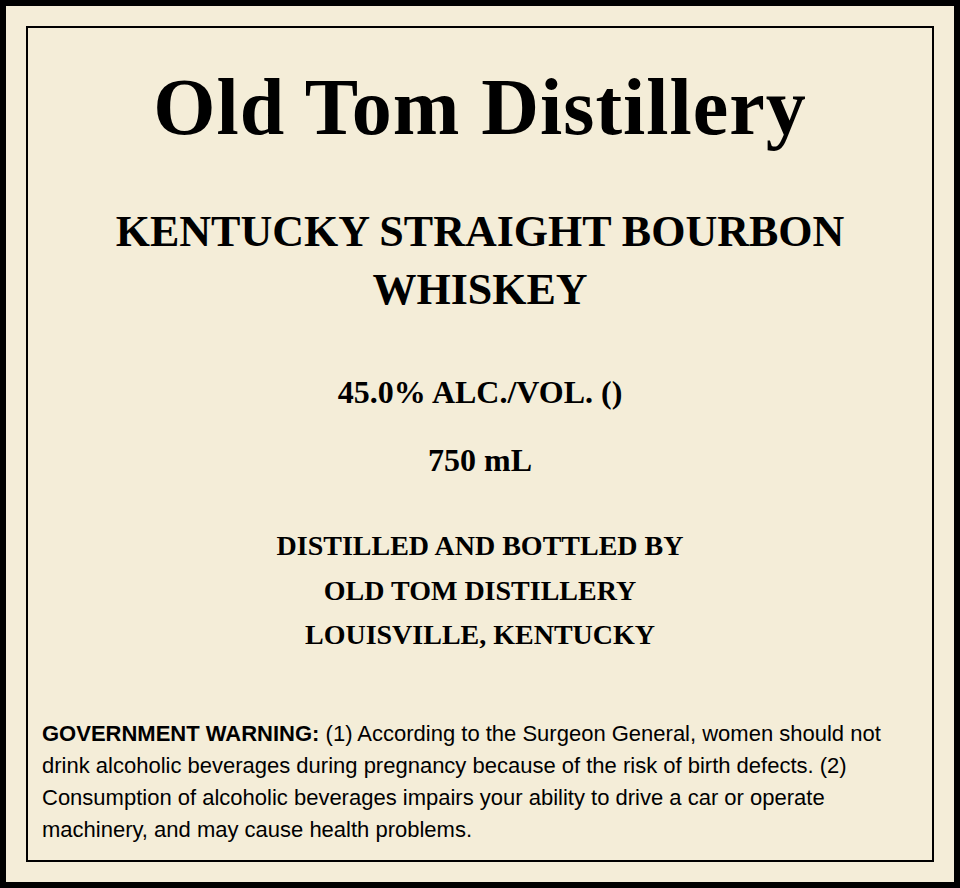 Old Tom Distillery
KENTUCKY STRAIGHT BOURBON
WHISKEY
45.0% ALC./VOL. ()
750 mL
DISTILLED AND BOTTLED BY
OLD TOM DISTILLERY
LOUISVILLE, KENTUCKY
GOVERNMENT WARNING: (1) According to the Surgeon General, women should not
drink alcoholic beverages during pregnancy because of the risk of birth defects. (2)
Consumption of alcoholic beverages impairs your ability to drive a car or operate
machinery, and may cause health problems.